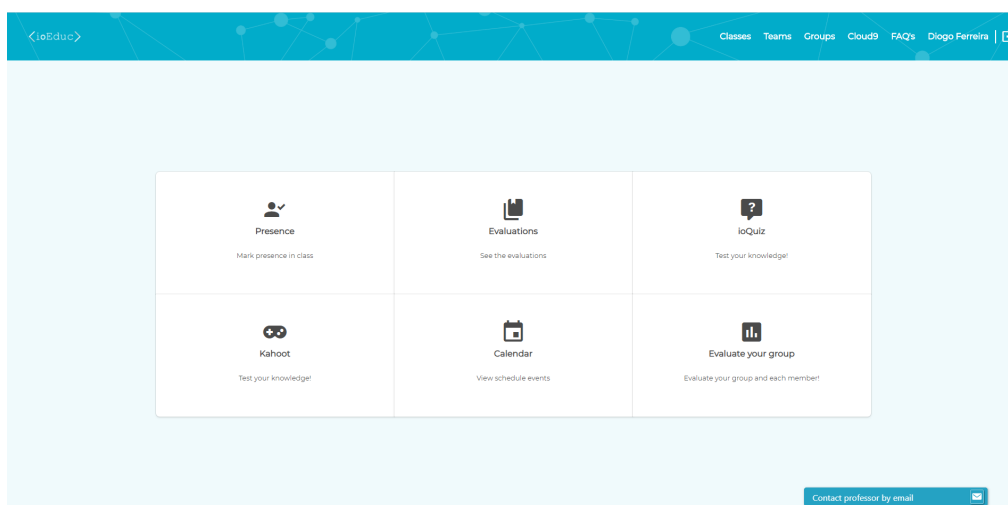 <ioEduc>
Classes Teams Groups Cloud9 FAQ's Diogo Ferreira
Presence
Mark presence in class
Evaluations
See the evaluations
ioQuiz
Test your knowledge!
Kahoot
Test your knowledge!
Calendar
View schedule events
Evaluate your group
Evaluate your group and each member!
Contact professor by email